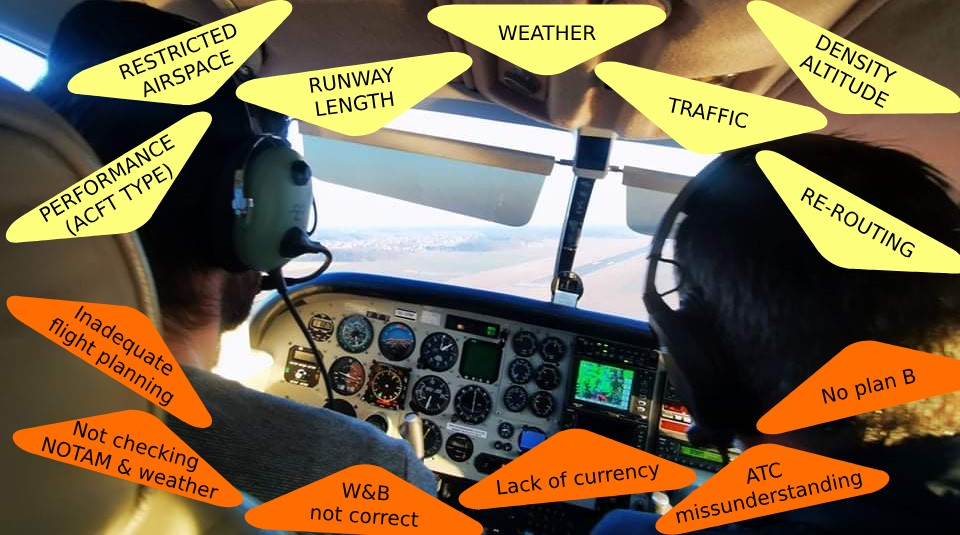 RESTRICTED
AIRSPACE
WEATHER
DENSITY
ALTITUDE
RUNWAY
LENGTH
TRAFFIC
PERFORMANCE
(ACFT TYPE)
RE-ROUTING
Inadequate
flight planning
No plan B
Not checking
NOTAM & weather
W&B
not correct
Lack of currency
ATC
missunderstanding